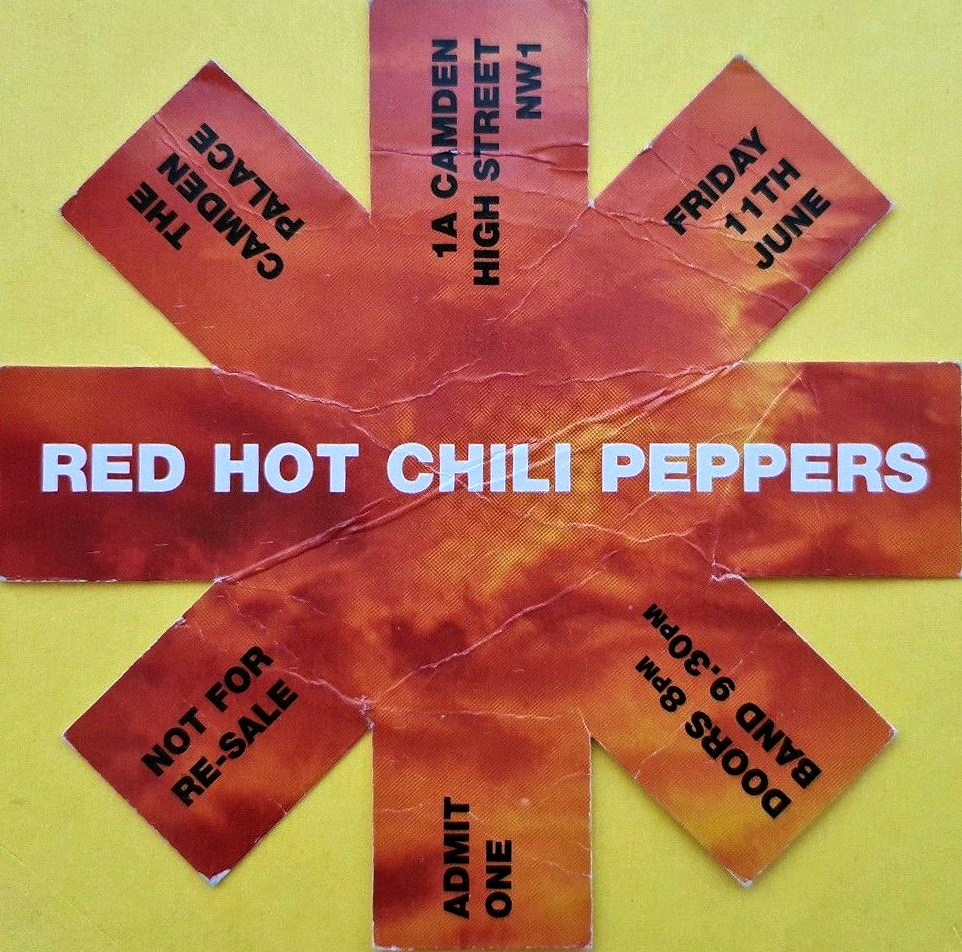 THE
CAMDEN
PALACE
1A CAMDEN
HIGH STREET
NW1
FRIDAY
11TH
JUNE
RED HOT CHILI PEPPERS
NOT FOR
RE-SALE
ADMIT
ONE
DOORS 8PM
BAND 9.30PM